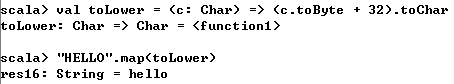 scala> val toLower = (c: Char) => (c.toByte + 32).toChar
toLower: Char => Char = <function1>
scala> "HELLO".map(toLower)
res16: String = hello